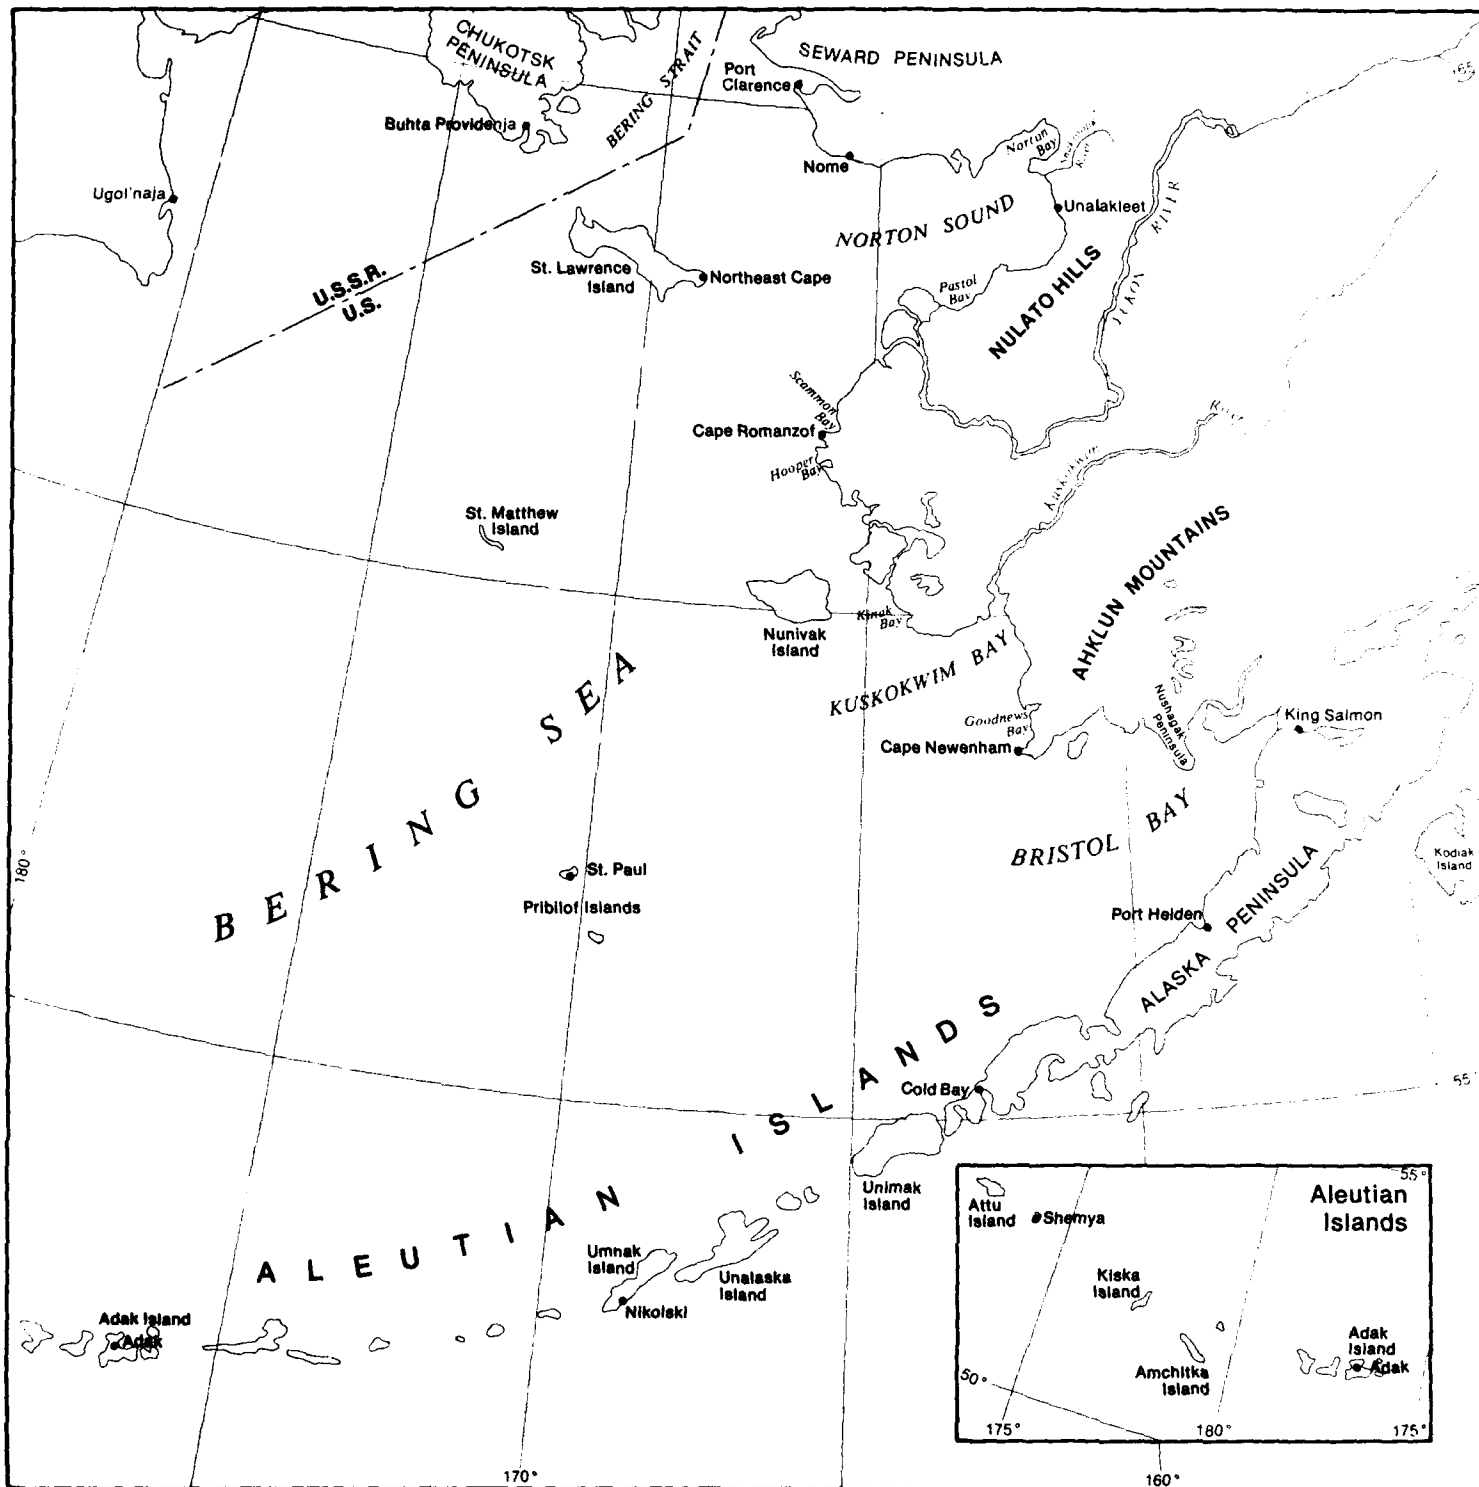 CHUKOTSK
PENINSULA
BERING STRAIT
SEWARD PENINSULA
Port
Clarence
65
Buhta Providenja
Nome
Norton
Bay
River
Ugol'naja
Unalakleet
NORTON SOUND
YUKON RIVER
St. Lawrence
Island
Northeast Cape
U.S.S.R.
U.S.
Pastol
Bay
NULATO HILLS
Scammon
Bay
Cape Romanzof
Hooper
Bay
Kuskokwim River
St. Matthew
Island
AHKLUN MOUNTAINS
Nunivak
Island
Kinak
Bay
KUSKOKWIM BAY
Goodnews
Bay
Cape Newenham
Nushagak
Peninsula
King Salmon
BERING SEA
BRISTOL BAY
180°
Kodiak
Island
St. Paul
Pribilof Islands
Port Heiden
ALASKA PENINSULA
Cold Bay
55°
ALEUTIAN ISLANDS
Unimak
Island
Umnak
Island
Unalaska
Island
Nikolski
Adak Island
Adak
55°
Aleutian
Islands
Attu
Island
Shemya
Kiska
Island
Amchitka
Island
Adak
Island
Adak
50°
175°
180°
175°
170°
160°